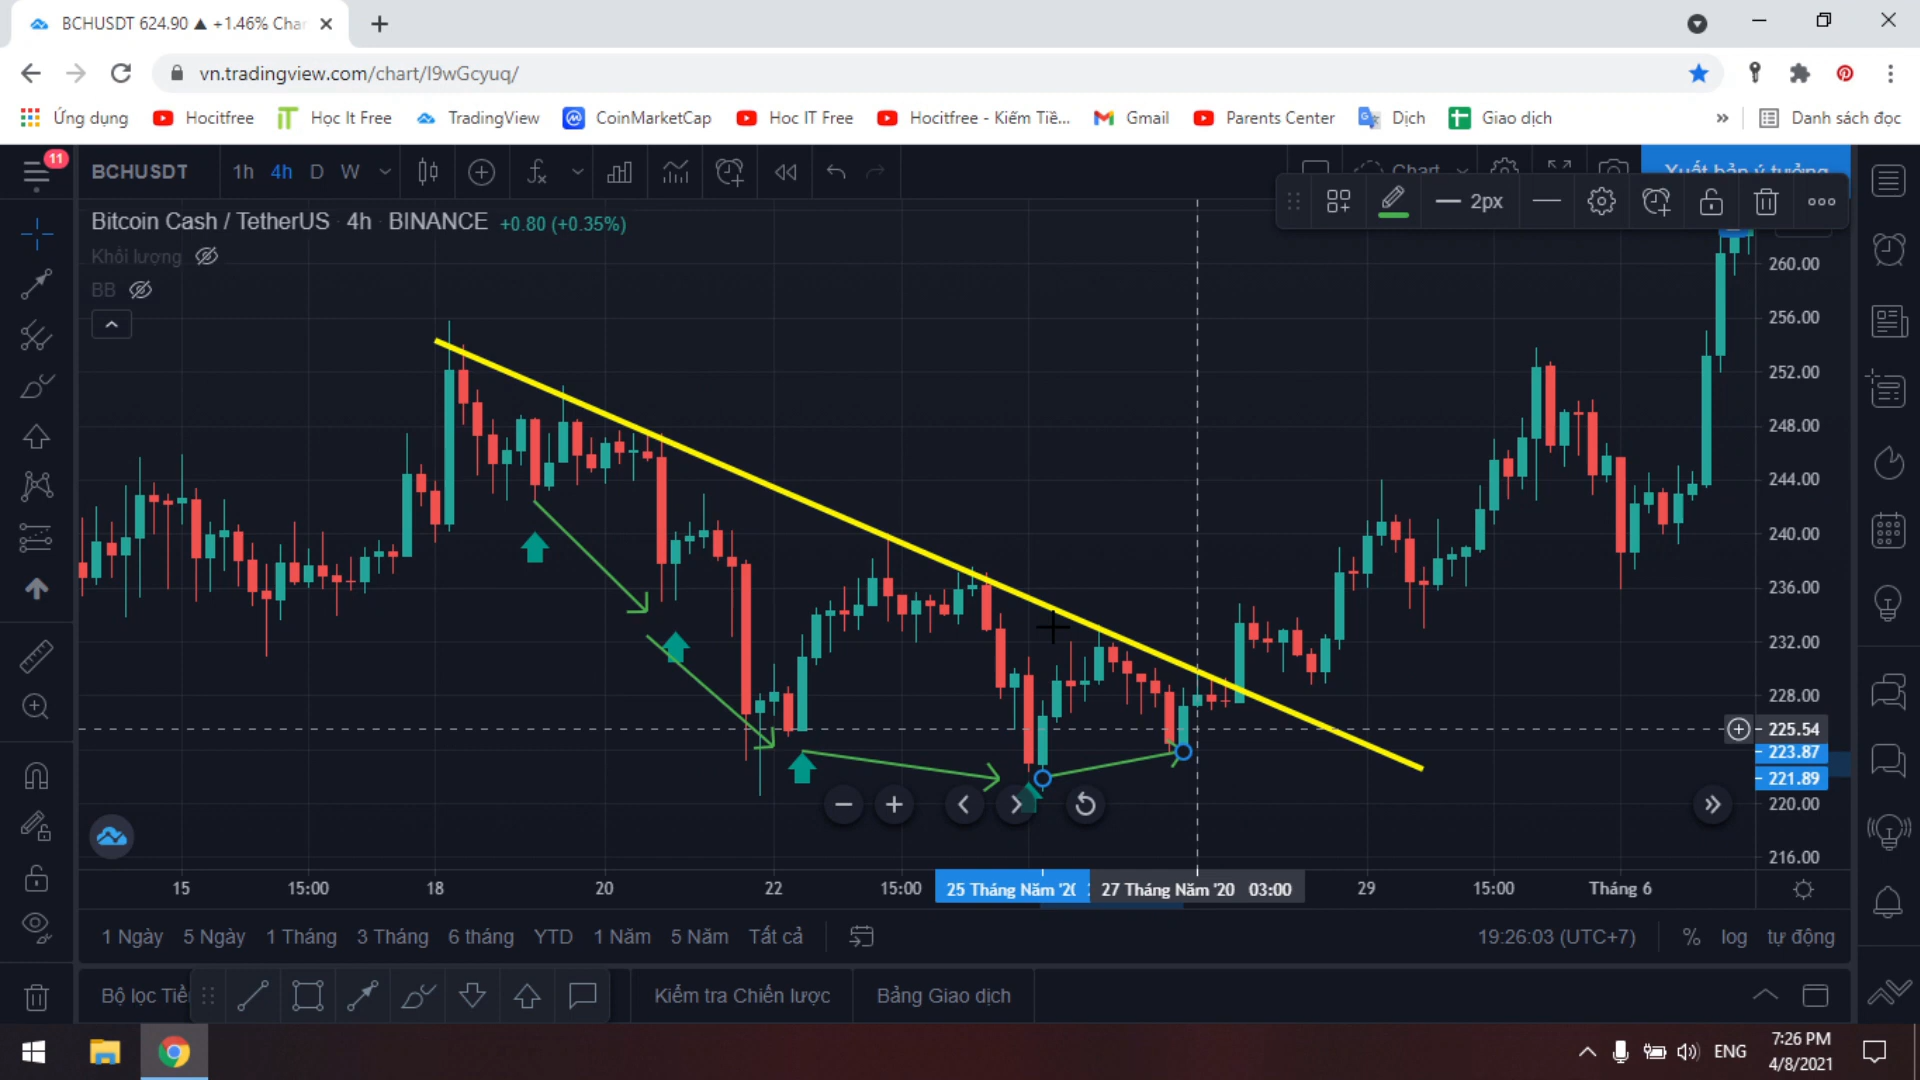 BCHUSDT 624.90 ▲ +1.46% Cha
vn.tradingview.com/chart/I9wGcyuq/
Ứng dụng Hocitfree Học It Free TradingView CoinMarketCap Hoc IT Free Hocitfree - Kiếm Tiề... Gmail Parents Center Dịch Giao dịch » Danh sách đọc
11
BCHUSDT 1h 4h D W Chart Xuất bản ý tưởng
2px
Bitcoin Cash / TetherUS 4h BINANCE +0.80 (+0.35%)
Khối lượng
BB
260.00
256.00
252.00
248.00
244.00
240.00
236.00
232.00
228.00
225.54
223.87
221.89
220.00
216.00
15 15:00 18 20 22 15:00 25 Tháng Năm '20 27 Tháng Năm '20 03:00 29 15:00 Tháng 6
1 Ngày 5 Ngày 1 Tháng 3 Tháng 6 tháng YTD 1 Năm 5 Năm Tất cả 19:26:03 (UTC+7) % log tự động
Bộ lọc Tiề Kiểm tra Chiến lược Bảng Giao dịch
ENG
7:26 PM
4/8/2021